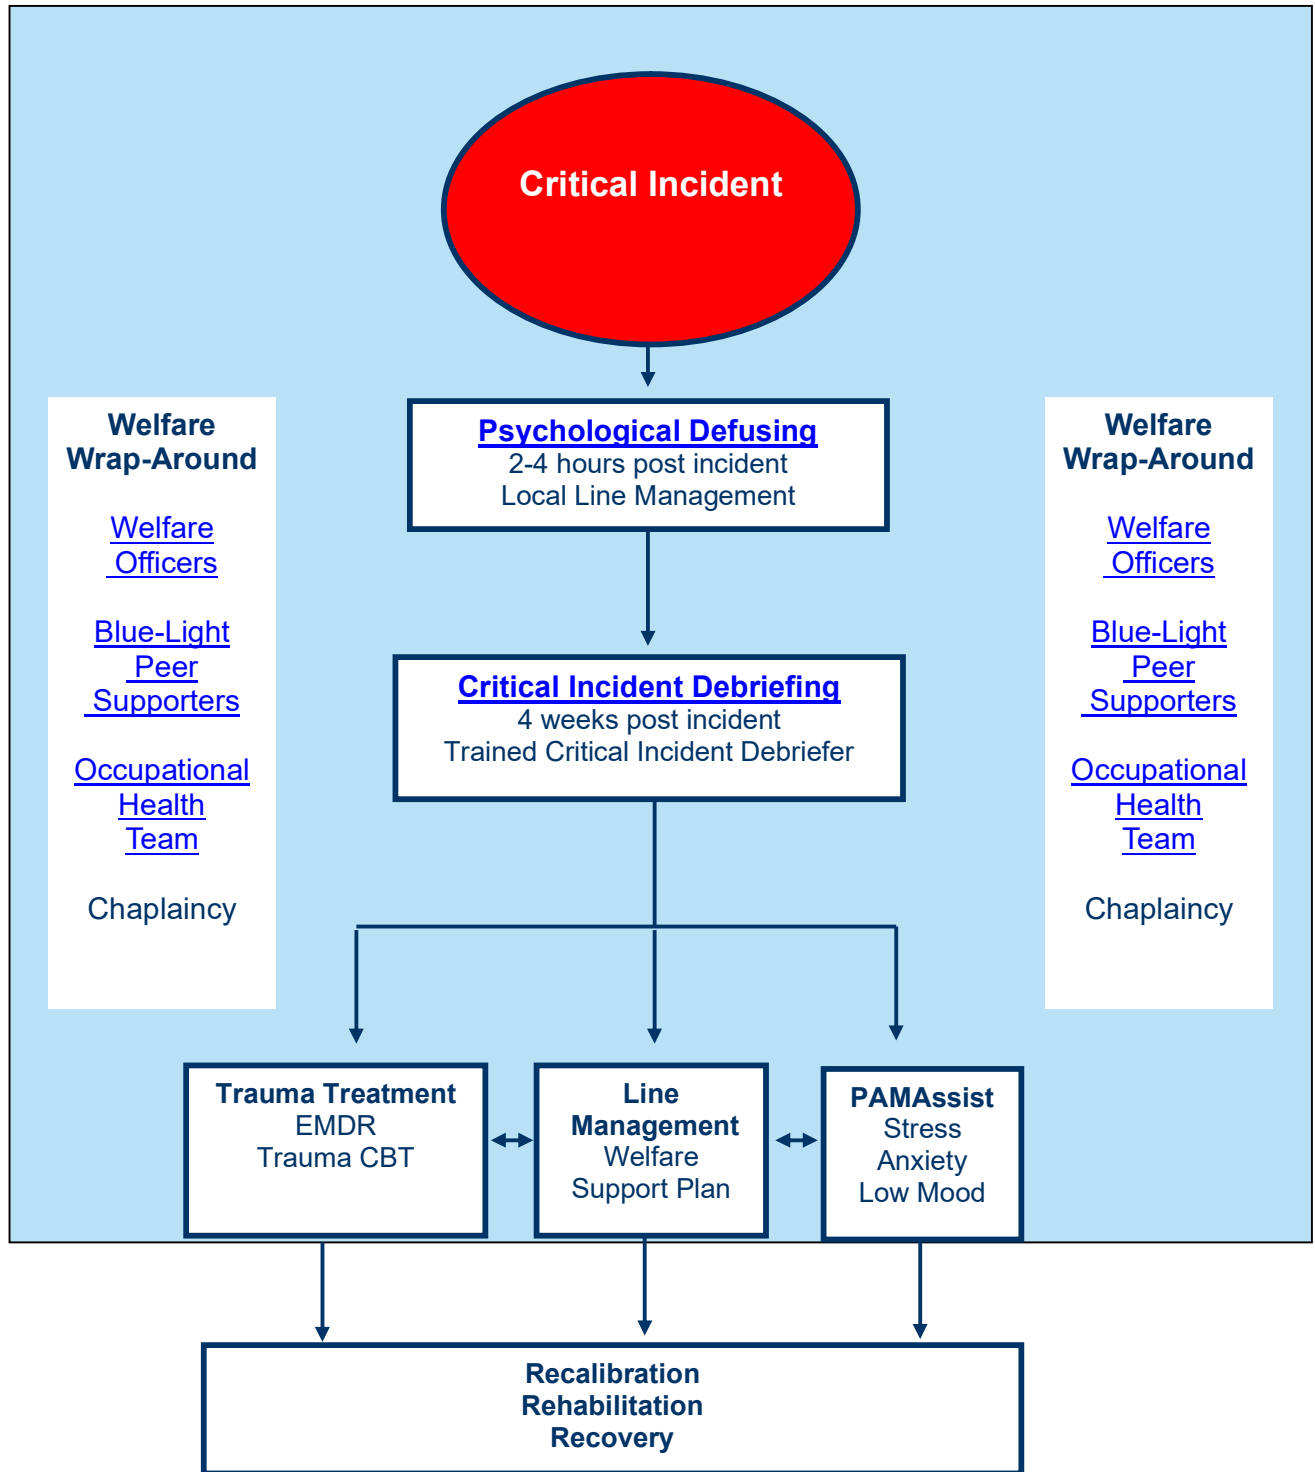 Critical Incident
Psychological Defusing
2-4 hours post incident
Local Line Management
Welfare
Wrap-Around
Welfare
Officers
Blue-Light
Peer
Supporters
Occupational
Health
Team
Chaplaincy
Welfare
Wrap-Around
Welfare
Officers
Blue-Light
Peer
Supporters
Occupational
Health
Team
Chaplaincy
Critical Incident Debriefing
4 weeks post incident
Trained Critical Incident Debriefer
Trauma Treatment
EMDR
Trauma CBT
Line
Management
Welfare
Support Plan
PAMAssist
Stress
Anxiety
Low Mood
Recalibration
Rehabilitation
Recovery